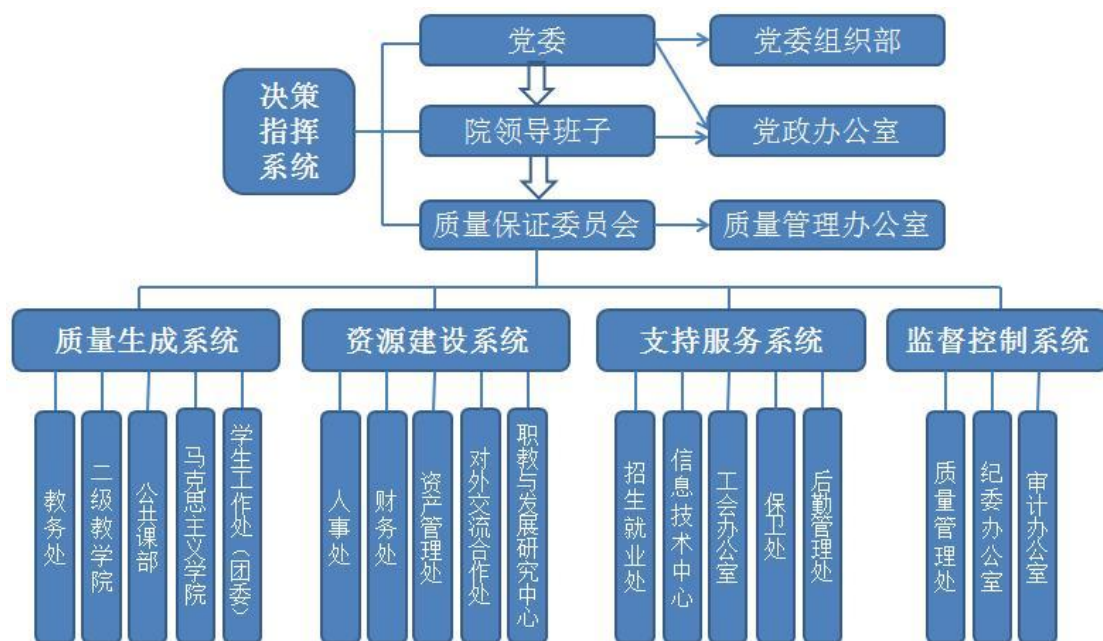 党委
党委组织部
决策
指挥
系统
院领导班子
党政办公室
质量保证委员会
质量管理办公室
质量生成系统
资源建设系统
支持服务系统
监督控制系统
教务处
二级教学院
公共课部
马克思主义学院
学生工作处（团委）
人事处
财务处
资产管理处
对外交流合作处
职教与发展研究中心
招生就业处
信息技术中心
工会办公室
保卫处
后勤管理处
质量管理处
纪委办公室
审计办公室